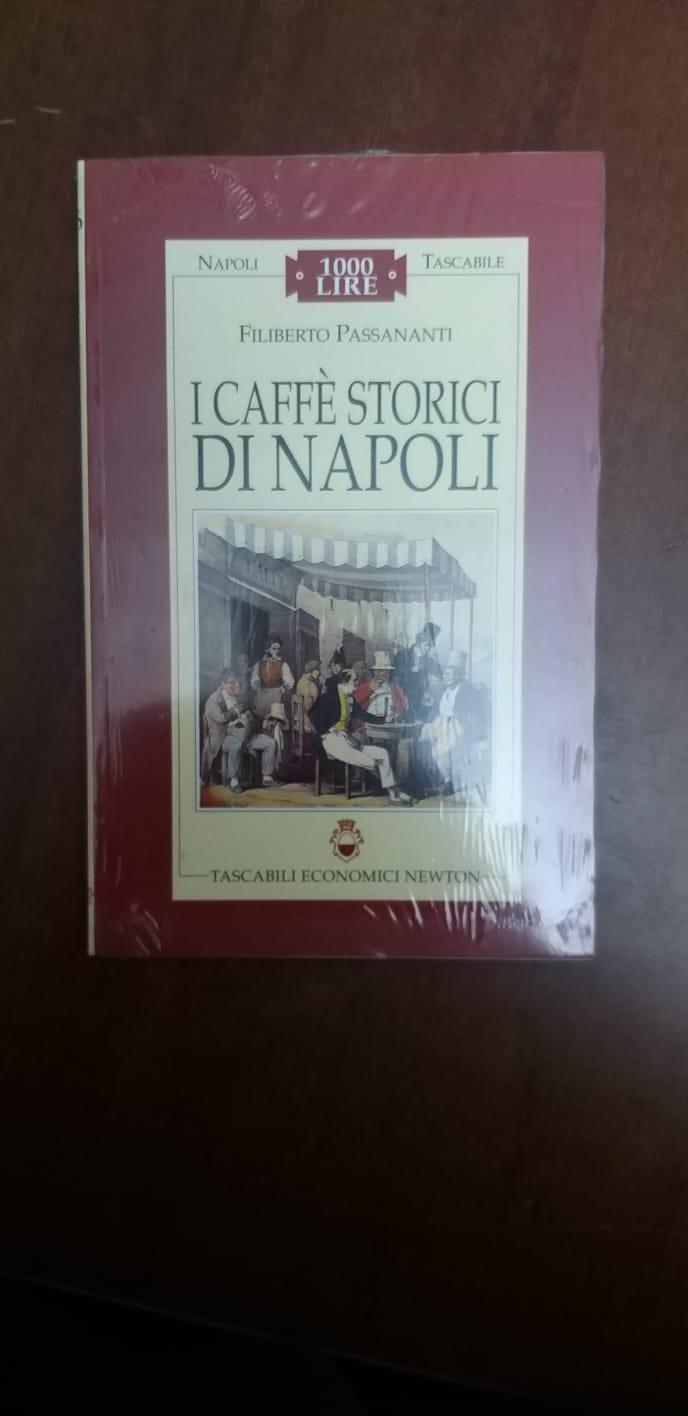 NAPOLI
1000
LIRE
TASCABILE
FILIBERTO PASSANANTI
I CAFFÈ STORICI
DI NAPOLI
TASCABILI ECONOMICI NEWTON